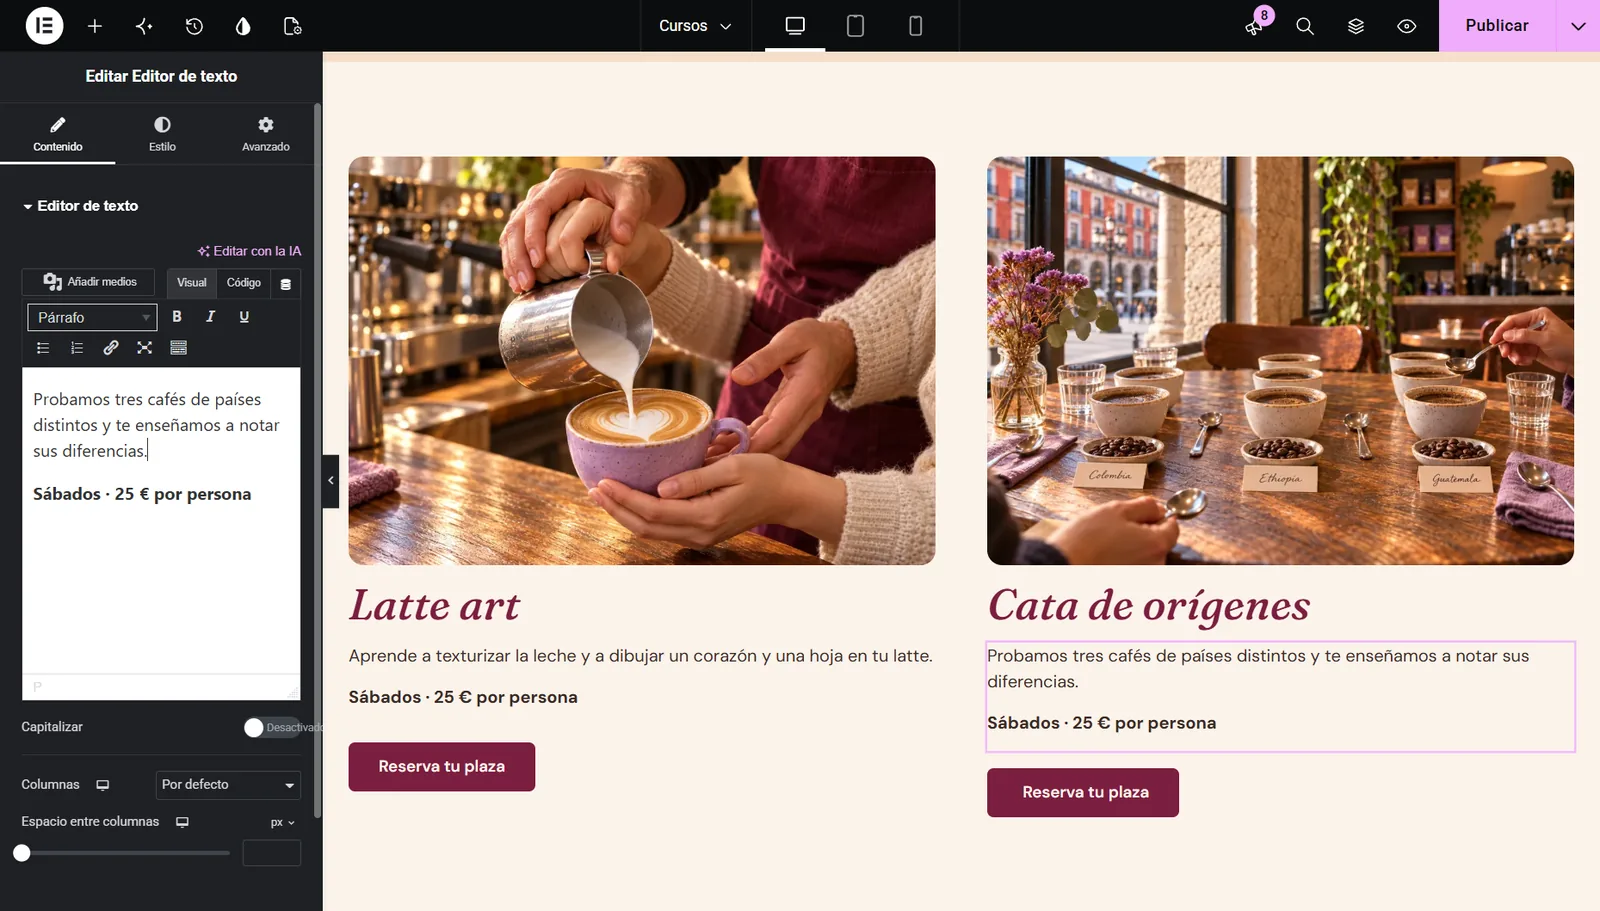 Cursos
8
Publicar
Editar Editor de texto
Contenido
Estilo
Avanzado
Editor de texto
Editar con la IA
Añadir medios
Visual
Código
Párrafo
B
I
U
Probamos tres cafés de países
distintos y te enseñamos a notar
sus diferencias.
Sábados · 25 € por persona
P
Capitalizar
Desactivado
Columnas
Por defecto
Espacio entre columnas
px
Colombia
Ethiopia
Guatemala
Latte art
Aprende a texturizar la leche y a dibujar un corazón y una hoja en tu latte.
Sábados · 25 € por persona
Reserva tu plaza
Cata de orígenes
Probamos tres cafés de países distintos y te enseñamos a notar sus
diferencias.
Sábados · 25 € por persona
Reserva tu plaza